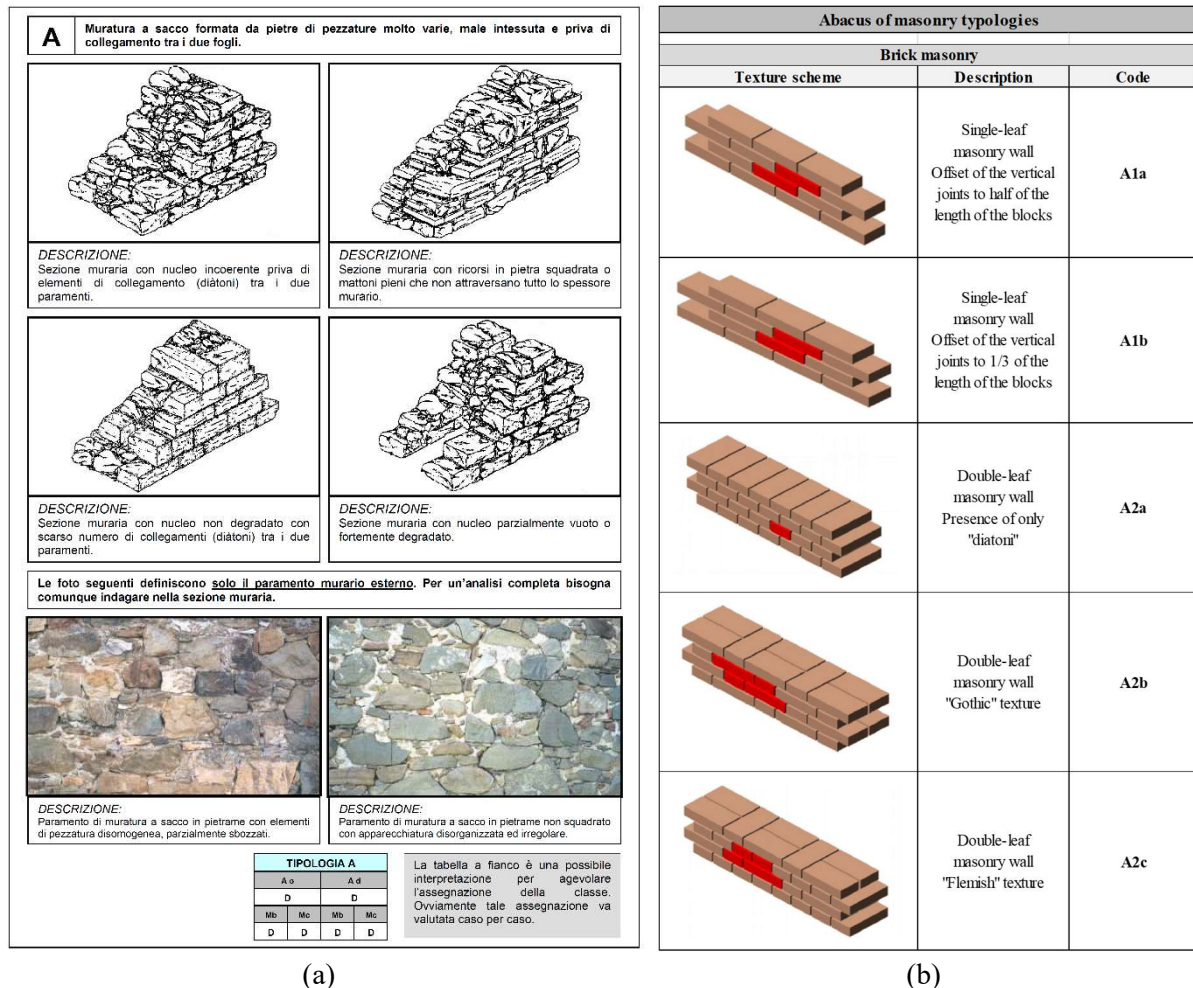 A
Muratura a sacco formata da pietre di pezzature molto varie, male intessuta e priva di
collegamento tra i due fogli.
DESCRIZIONE:
Sezione muraria con nucleo incoerente priva di
elementi di collegamento (diàtoni) tra i due
paramenti.
DESCRIZIONE:
Sezione muraria con ricorsi in pietra squadrata o
mattoni pieni che non attraversano tutto lo spessore
murario.
DESCRIZIONE:
Sezione muraria con nucleo non degradato con
scarso numero di collegamenti (diàtoni) tra i due
paramenti.
DESCRIZIONE:
Sezione muraria con nucleo parzialmente vuoto o
fortemente degradato.
Le foto seguenti definiscono solo il paramento murario esterno. Per un'analisi completa bisogna
comunque indagare nella sezione muraria.
DESCRIZIONE:
Paramento di muratura a sacco in pietrame con elementi
di pezzatura disomogenea, parzialmente sbozzati.
DESCRIZIONE:
Paramento di muratura a sacco in pietrame non squadrato
con apparecchiatura disorganizzata ed irregolare.
TIPOLOGIA A
A o A d
D D
Mb Mc Mb Mc
D D D D
La tabella a fianco è una possibile
interpretazione per agevolare
l'assegnazione della classe.
Ovviamente tale assegnazione va
valutata caso per caso.
(a)
Abacus of masonry typologies
Brick masonry
Texture scheme Description Code
Single-leaf
masonry wall
Offset of the vertical
joints to half of the
length of the blocks
A1a
Single-leaf
masonry wall
Offset of the vertical
joints to 1/3 of the
length of the blocks
A1b
Double-leaf
masonry wall
Presence of only
"diatoni"
A2a
Double-leaf
masonry wall
"Gothic" texture
A2b
Double-leaf
masonry wall
"Flemish" texture
A2c
(b)